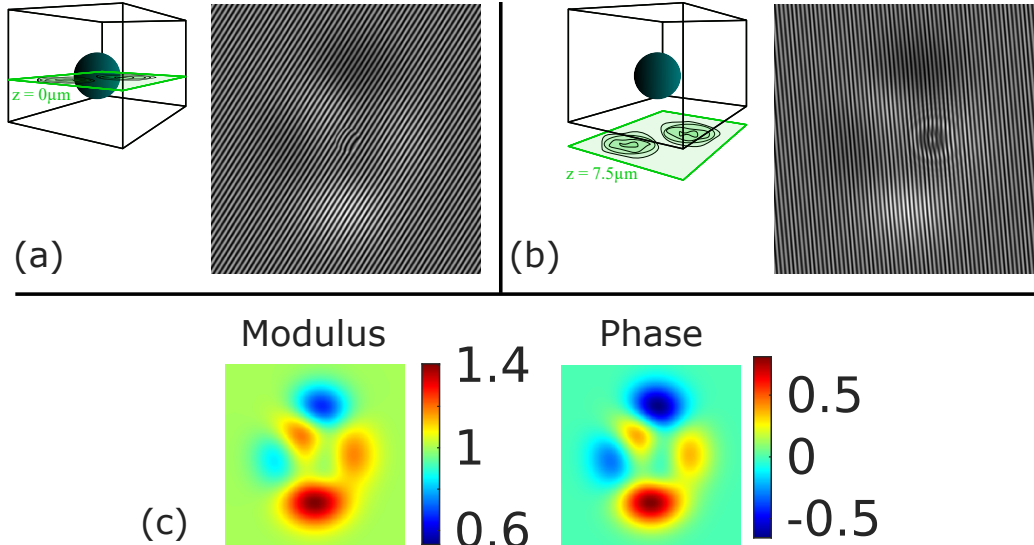 z = 0µm
(a)
z = 7.5µm
(b)
Modulus
1.4
1
0.6
Phase
0.5
0
-0.5
(c)